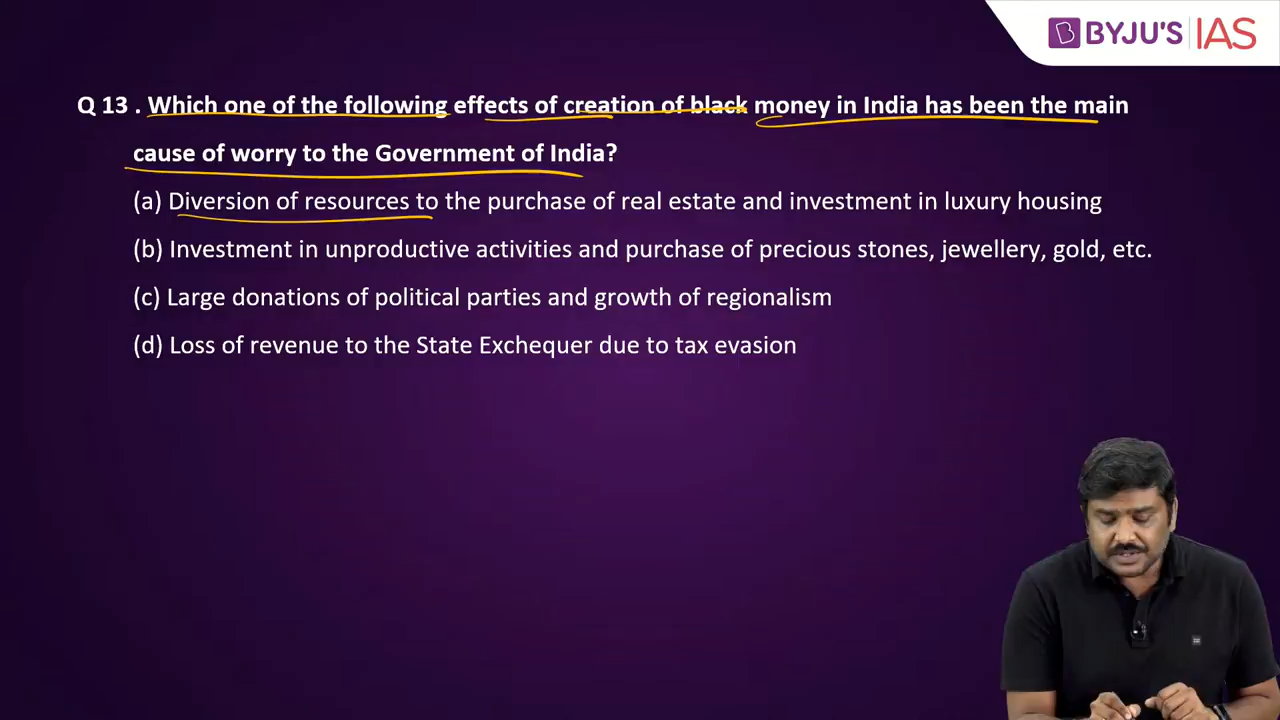 BYJU'S IAS
Q 13 . Which one of the following effects of creation of black money in India has been the main
cause of worry to the Government of India?
(a) Diversion of resources to the purchase of real estate and investment in luxury housing
(b) Investment in unproductive activities and purchase of precious stones, jewellery, gold, etc.
(c) Large donations of political parties and growth of regionalism
(d) Loss of revenue to the State Exchequer due to tax evasion